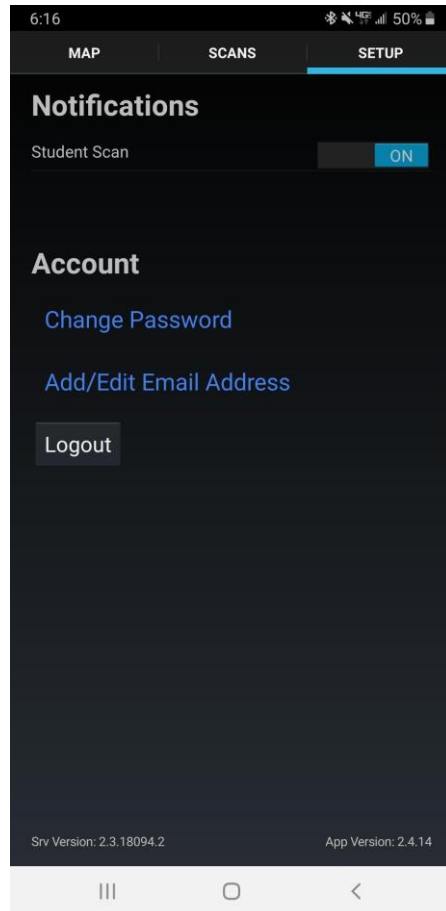 6:16 4GE 50%
MAP SCANS SETUP
Notifications
Student Scan ON
Account
Change Password
Add/Edit Email Address
Logout
Srv Version: 2.3.18094.2 App Version: 2.4.14